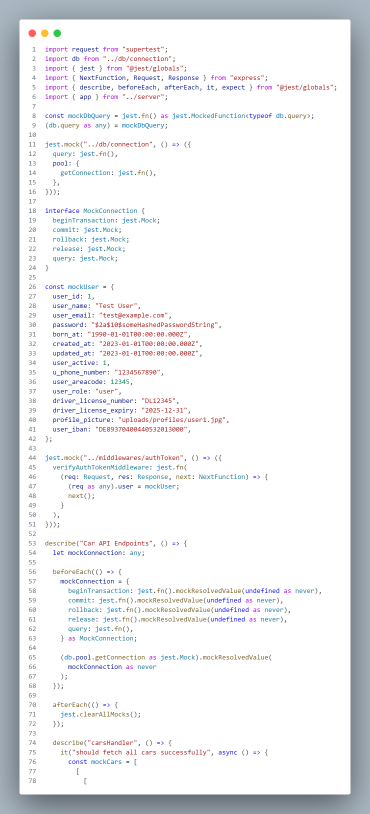 1 import request from "supertest";
2 import db from "../db/connection";
3 import { jest } from "@jest/globals";
4 import { NextFunction, Request, Response } from "express";
5 import { describe, beforeEach, afterEach, it, expect } from "@jest/globals";
6 import { app } from "../server";
7
8 const mockDbQuery = jest.fn() as jest.MockedFunction<typeof db.query>;
9 (db.query as any) = mockDbQuery;
10
11 jest.mock("../db/connection", () => ({
12 query: jest.fn(),
13 pool: {
14 getConnection: jest.fn(),
15 },
16 }));
17
18 interface MockConnection {
19 beginTransaction: jest.Mock;
20 commit: jest.Mock;
21 rollback: jest.Mock;
22 release: jest.Mock;
23 query: jest.Mock;
24 }
25
26 const mockUser = {
27 user_id: 1,
28 user_name: "Test User",
29 user_email: "test@example.com",
30 password: "$2a$10$someHashedPasswordString",
31 born_at: "1990-01-01T00:00:00.000Z",
32 created_at: "2023-01-01T00:00:00.000Z",
33 updated_at: "2023-01-01T00:00:00.000Z",
34 user_active: 1,
35 u_phone_number: "1234567890",
36 user_areacode: 12345,
37 user_role: "user",
38 driver_license_number: "DL12345",
39 driver_license_expiry: "2025-12-31",
40 profile_picture: "uploads/profiles/user1.jpg",
41 user_iban: "DE89370400440532013000",
42 };
43
44 jest.mock("../middlewares/authToken", () => ({
45 verifyAuthTokenMiddleware: jest.fn(
46 (req: Request, res: Response, next: NextFunction) => {
47 (req as any).user = mockUser;
48 next();
49 }
50 ),
51 }));
52
53 describe("Car API Endpoints", () => {
54 let mockConnection: any;
55
56 beforeEach(() => {
57 mockConnection = {
58 beginTransaction: jest.fn().mockResolvedValue(undefined as never),
59 commit: jest.fn().mockResolvedValue(undefined as never),
60 rollback: jest.fn().mockResolvedValue(undefined as never),
61 release: jest.fn().mockResolvedValue(undefined as never),
62 query: jest.fn(),
63 } as MockConnection;
64
65 (db.pool.getConnection as jest.Mock).mockResolvedValue(
66 mockConnection as never
67 );
68 });
69
70 afterEach(() => {
71 jest.clearAllMocks();
72 });
73
74 describe("carsHandler", () => {
75 it("should fetch all cars successfully", async () => {
76 const mockCars = [
77 [
78 [